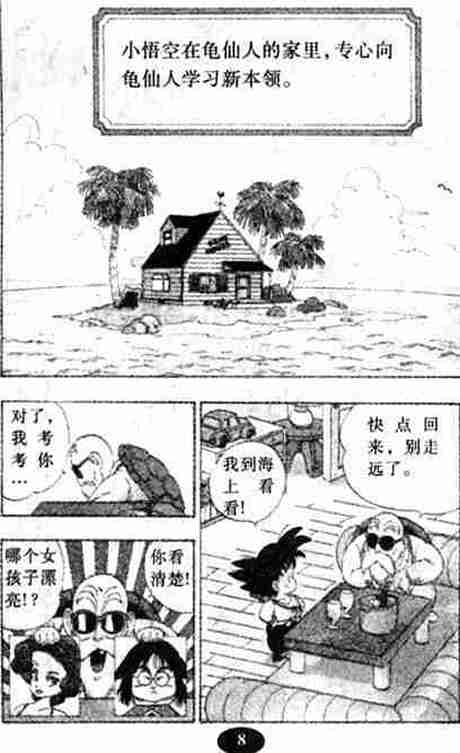 小悟空在龟仙人的家里，专心向
龟仙人学习新本领。
快点回
来，别走
远了。
我到海
上看
看!
对了，
我考
考你
…
你看
清楚!
哪个女
孩子漂
亮!?
8